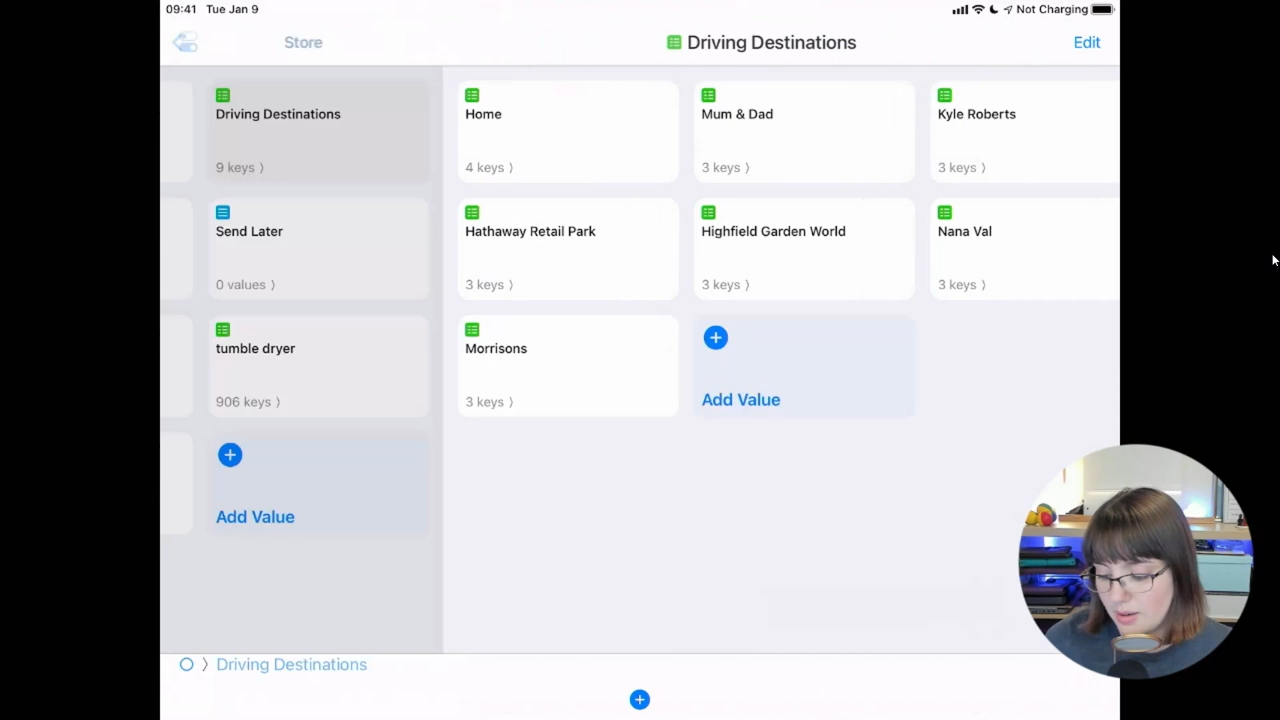 09:41 Tue Jan 9
Not Charging
Store
Driving Destinations
Edit
Driving Destinations
9 keys 〉
Home
4 keys 〉
Mum & Dad
3 keys 〉
Kyle Roberts
3 keys 〉
Send Later
0 values 〉
Hathaway Retail Park
3 keys 〉
Highfield Garden World
3 keys 〉
Nana Val
3 keys 〉
tumble dryer
906 keys 〉
Morrisons
3 keys 〉
Add Value
Add Value
〉 Driving Destinations